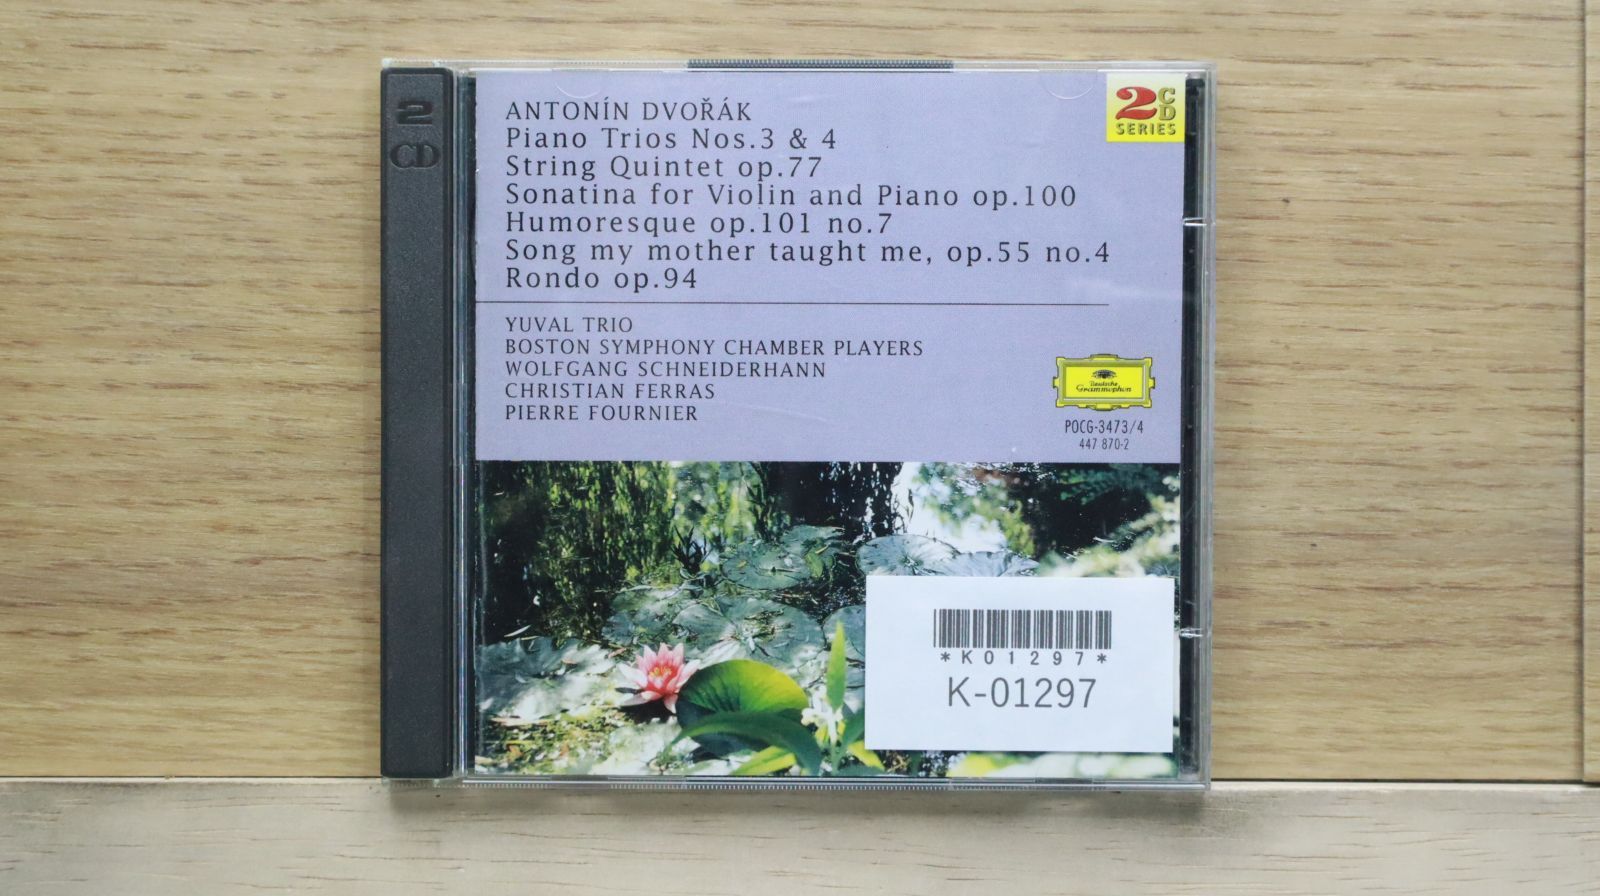 2
CD
ANTONÍN DVOŘÁK
Piano Trios Nos.3 & 4
String Quintet op.77
Sonatina for Violin and Piano op.100
Humoresque op.101 no.7
Song my mother taught me, op.55 no.4
Rondo op.94
2 CD
SERIES
YUVAL TRIO
BOSTON SYMPHONY CHAMBER PLAYERS
WOLFGANG SCHNEIDERHANN
CHRISTIAN FERRAS
PIERRE FOURNIER
Deutsche
Grammophon
POCG-3473/4
447 870-2
*K01297*
K-01297